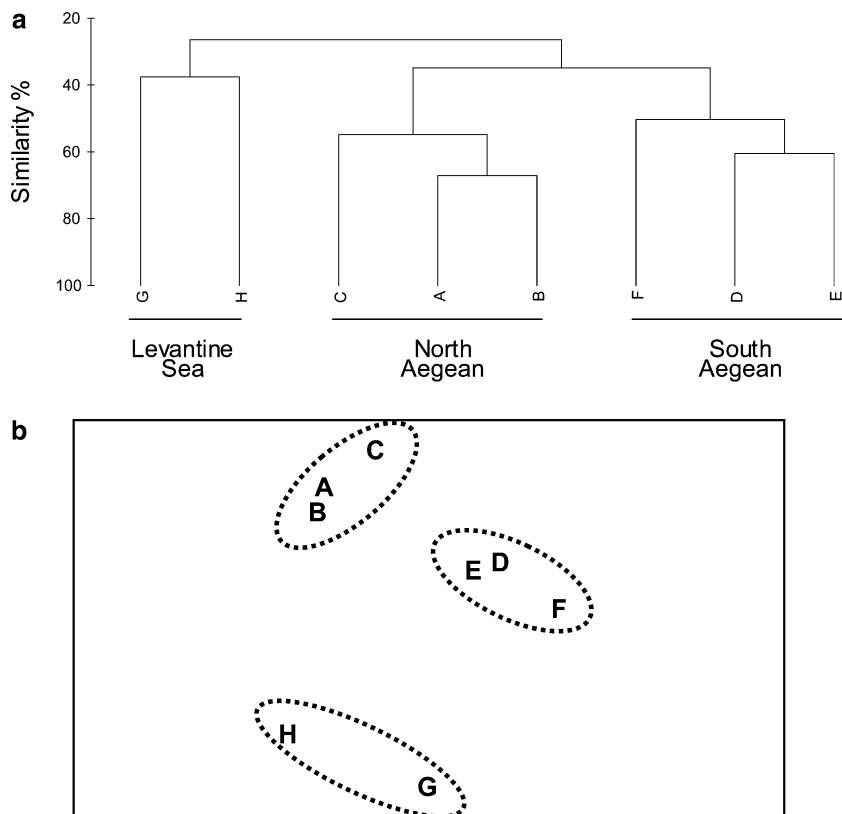 a
20
40
60
80
100
Similarity %
G H C A B F D E
Levantine
Sea
North
Aegean
South
Aegean
b
C
A
B
E D
F
H
G